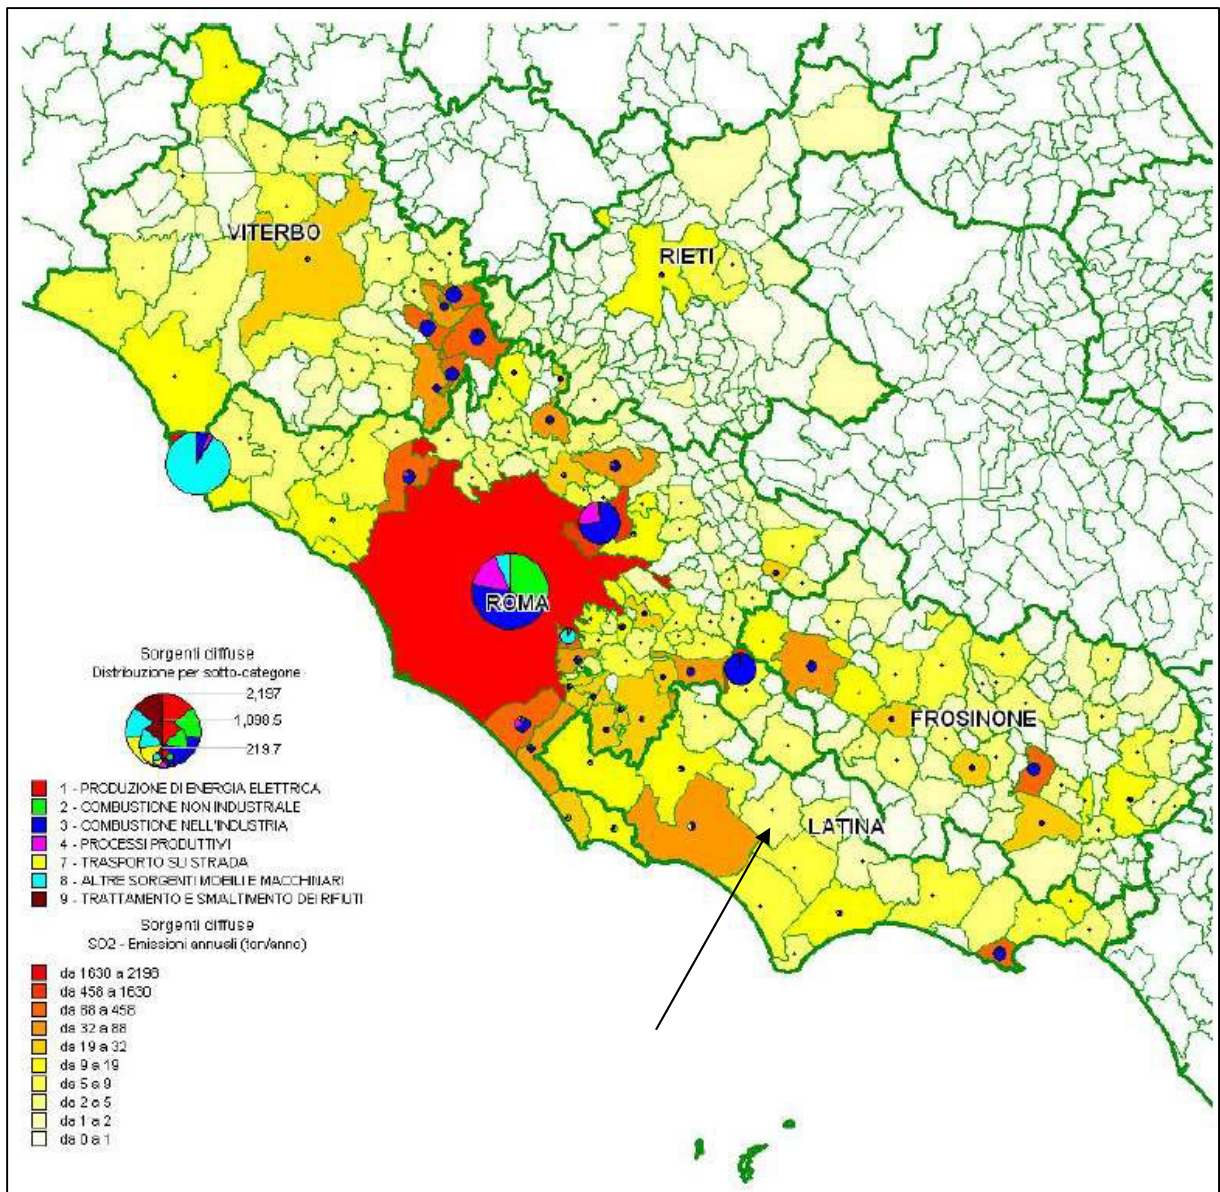 VITERBO
RIETI
ROMA
FROSINONE
LATINA
Sorgenti diffuse
Distribuzione per sotto-categorie
2,197
1,098.5
219.7
1 - PRODUZIONE DI ENERGIA ELETTRICA
2 - COMBUSTIONE NON INDUSTRIALE
3 - COMBUSTIONE NELL'INDUSTRIA
4 - PROCESSI PRODUTTIVI
7 - TRASPORTO SU STRADA
8 - ALTRE SORGENTI MOBILI E MACCHINARI
9 - TRATTAMENTO E SMALTIMENTO DEI RIFIUTI
Sorgenti diffuse
SO2 - Emissioni annuali (ton/anno)
da 1630 a 2198
da 458 a 1630
da 88 a 458
da 32 a 88
da 19 a 32
da 9 a 19
da 5 a 9
da 2 a 5
da 1 a 2
da 0 a 1